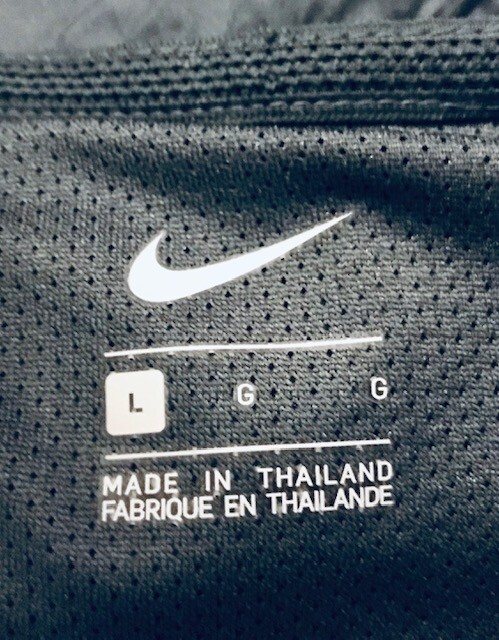 L G G
MADE IN THAILAND
FABRIQUE EN THAILANDE